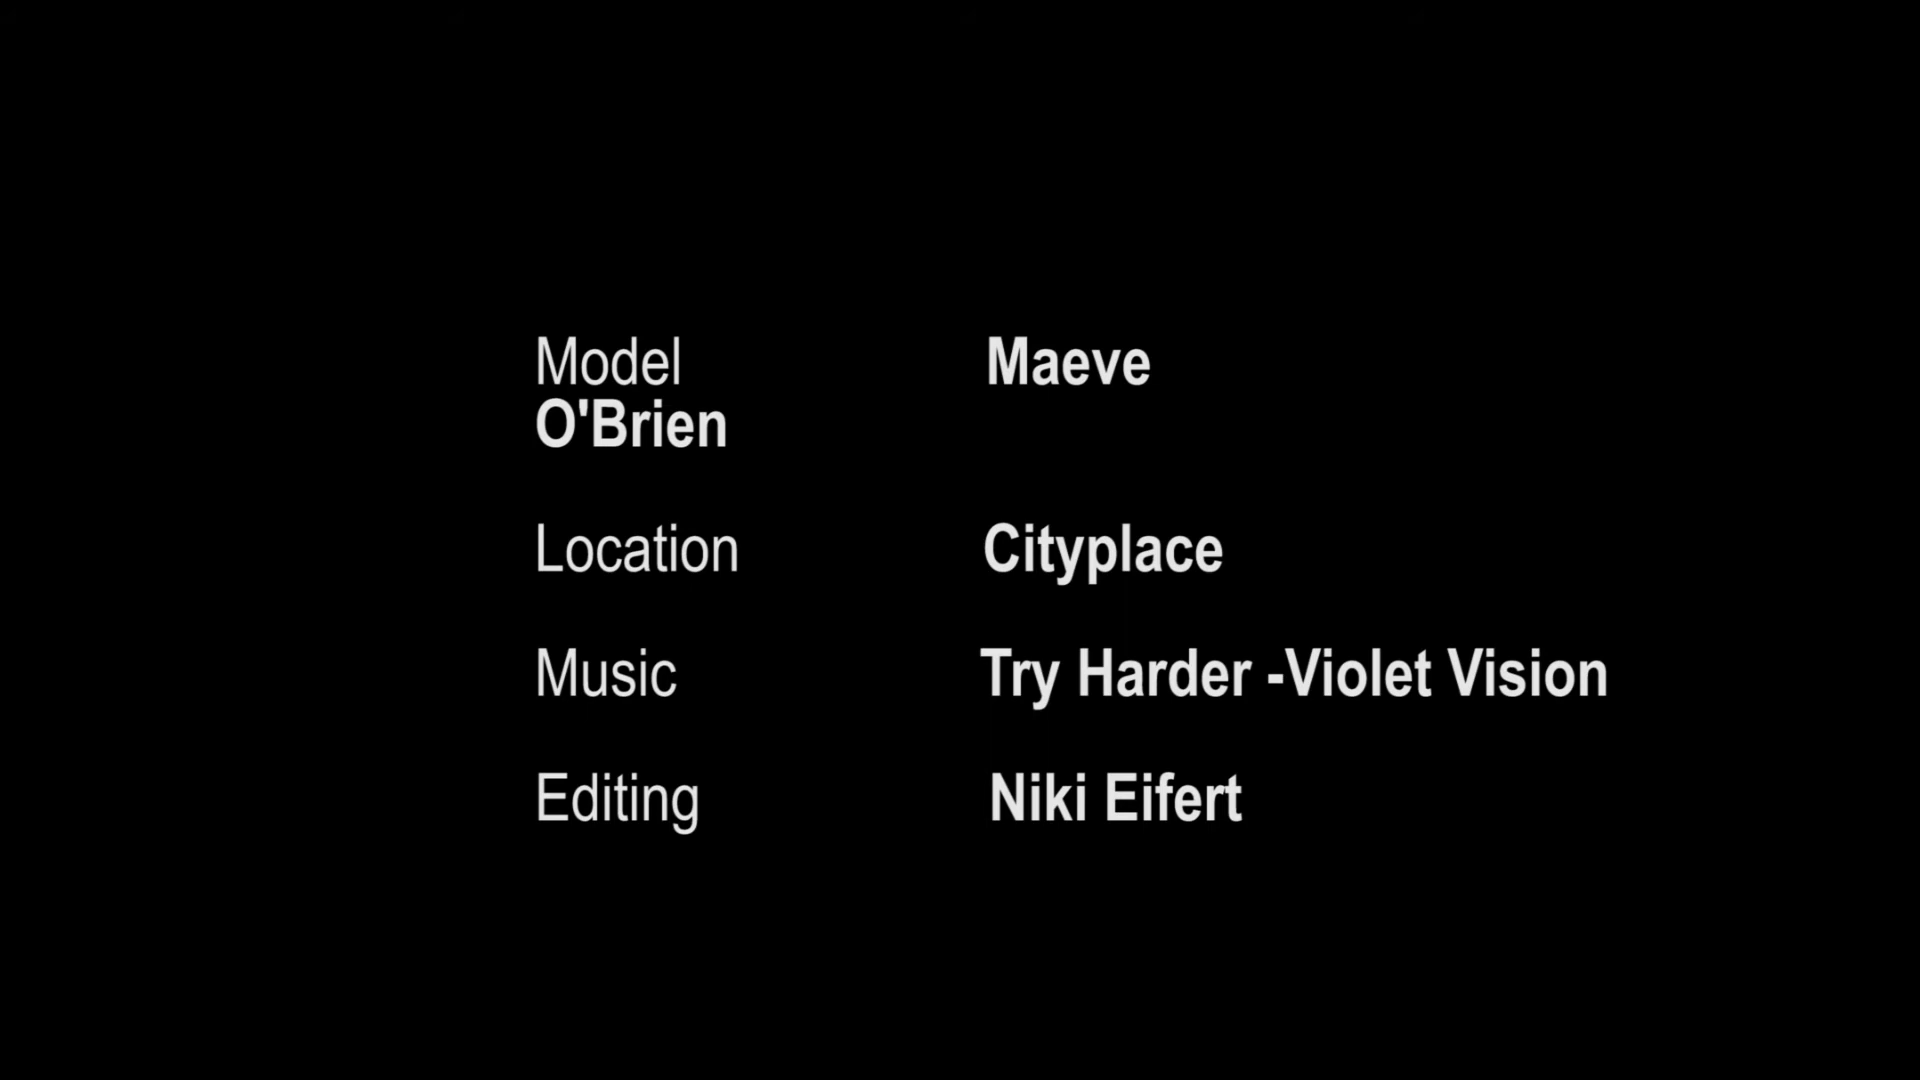 Model Maeve
O'Brien
Location Cityplace
Music Try Harder -Violet Vision
Editing Niki Eifert